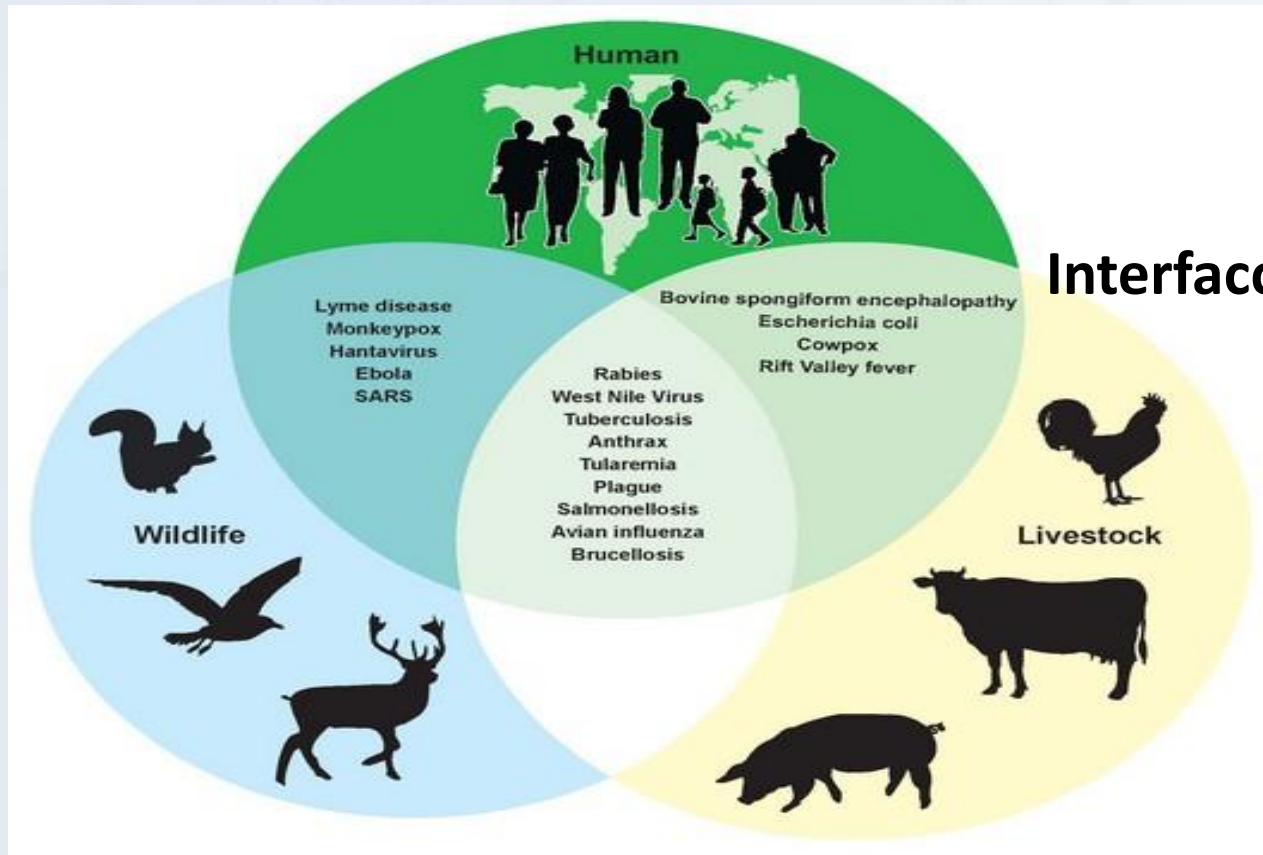 Human
Interfac
Lyme disease
Monkeypox
Hantavirus
Ebola
SARS
Bovine spongiform encephalopathy
Escherichia coli
Cowpox
Rift Valley fever
Rabies
West Nile Virus
Tuberculosis
Anthrax
Tularemia
Plague
Salmonellosis
Avian influenza
Brucellosis
Wildlife
Livestock